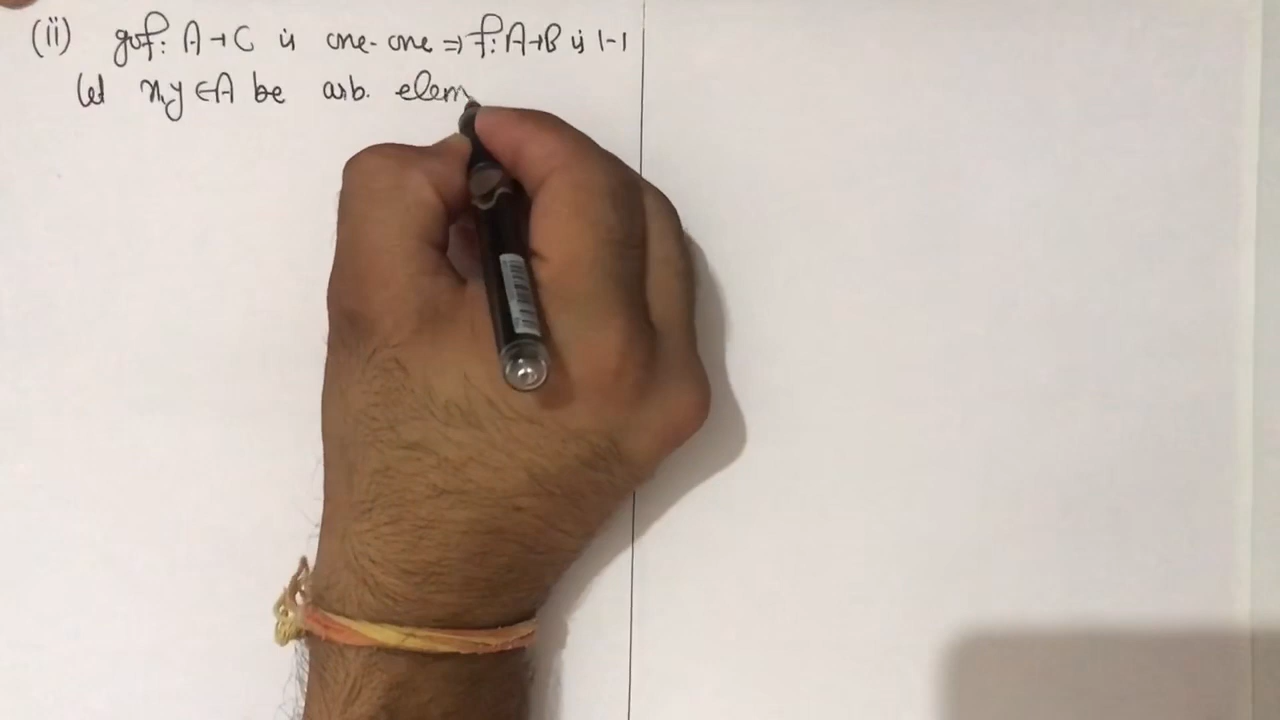 (ii) gof: A→C is one-one ⇒ f: A→B is 1-1
let x,y ∈ A be arb. elem